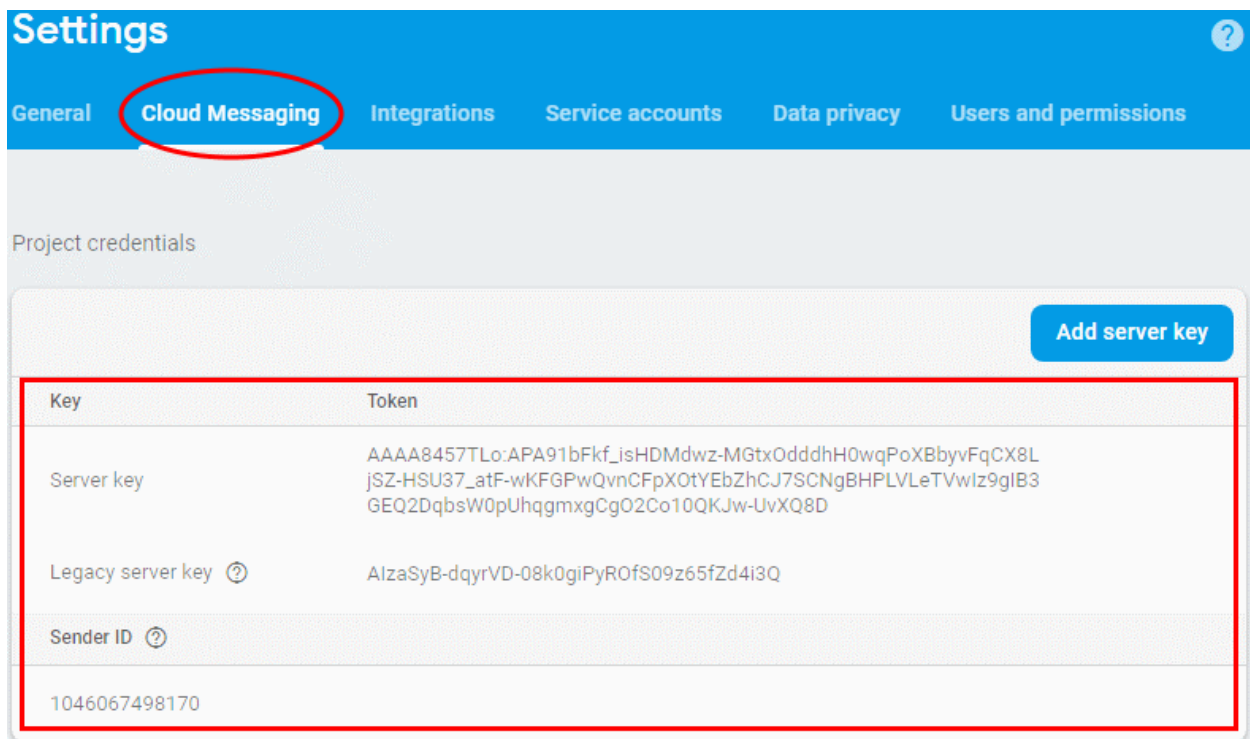 Settings
General Cloud Messaging Integrations Service accounts Data privacy Users and permissions
Project credentials
Add server key
Key Token
Server key
AAAA8457TLo:APA91bFkf_isHDMdwz-MGtxOdddhH0wqPoXBbyvFqCX8L
jSZ-HSU37_atF-wKFGPwQvnCFpXOtYEbZhCJ7SCNgBHPLVLeTVwIz9gIB3
GEQ2DqbsW0pUhqgmxgCgO2Co10QKJw-UvXQ8D
Legacy server key AIzaSyB-dqyrVD-08k0giPyROfS09z65fZd4i3Q
Sender ID
1046067498170